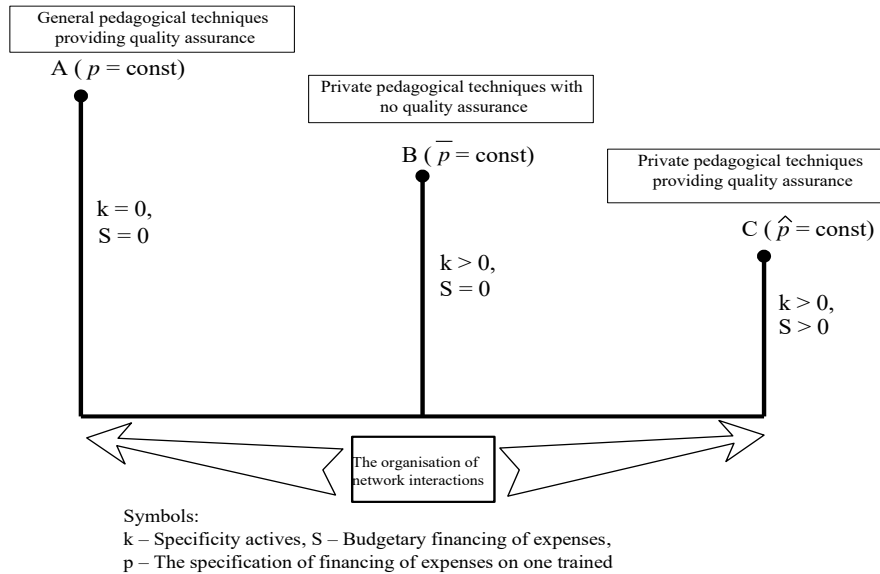 General pedagogical techniques
providing quality assurance
A ( p = const)
Private pedagogical techniques with
no quality assurance
B ( p̅ = const)
Private pedagogical techniques
providing quality assurance
C ( p̂ = const)
k = 0,
S = 0
k > 0,
S = 0
k > 0,
S > 0
The organisation of
network interactions
Symbols:
k – Specificity actives, S – Budgetary financing of expenses,
p – The specification of financing of expenses on one trained